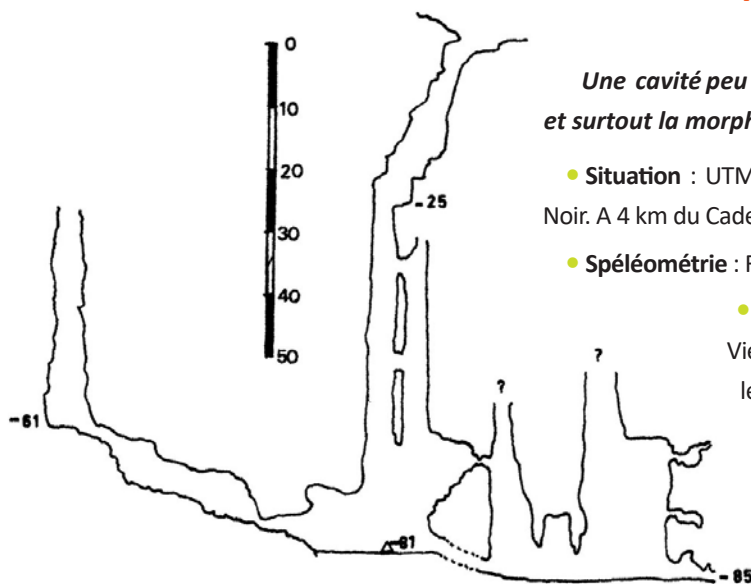 0
10
20
30
40
50
-25
-61
-81
-85
?
?
Une cavité peu
et surtout la morph
• Situation : UTM
Noir. A 4 km du Cade
• Spéléométrie :
•
Vie
le